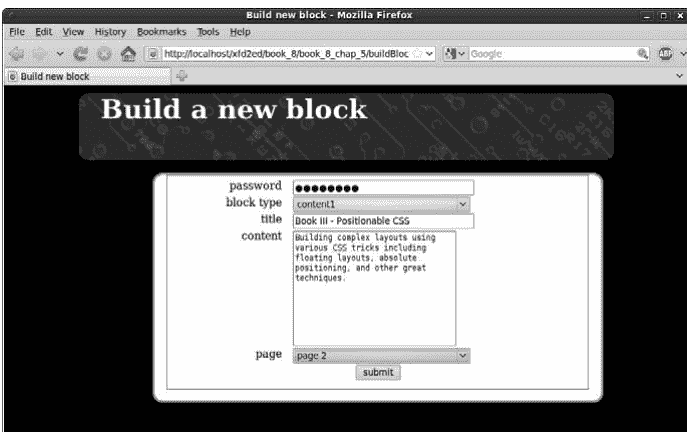 Build new block - Mozilla Firefox
File Edit View History Bookmarks Tools Help
http://localhost/xfd2ed/book_8/book_8_chap_5/buildBloc
Google
ABP
Build new block
Build a new block
password ●●●●●●●●
block type content1
title Book III - Positionable CSS
content Building complex layouts using
various CSS tricks including
floating layouts, absolute
positioning, and other great
techniques.
page page 2
submit